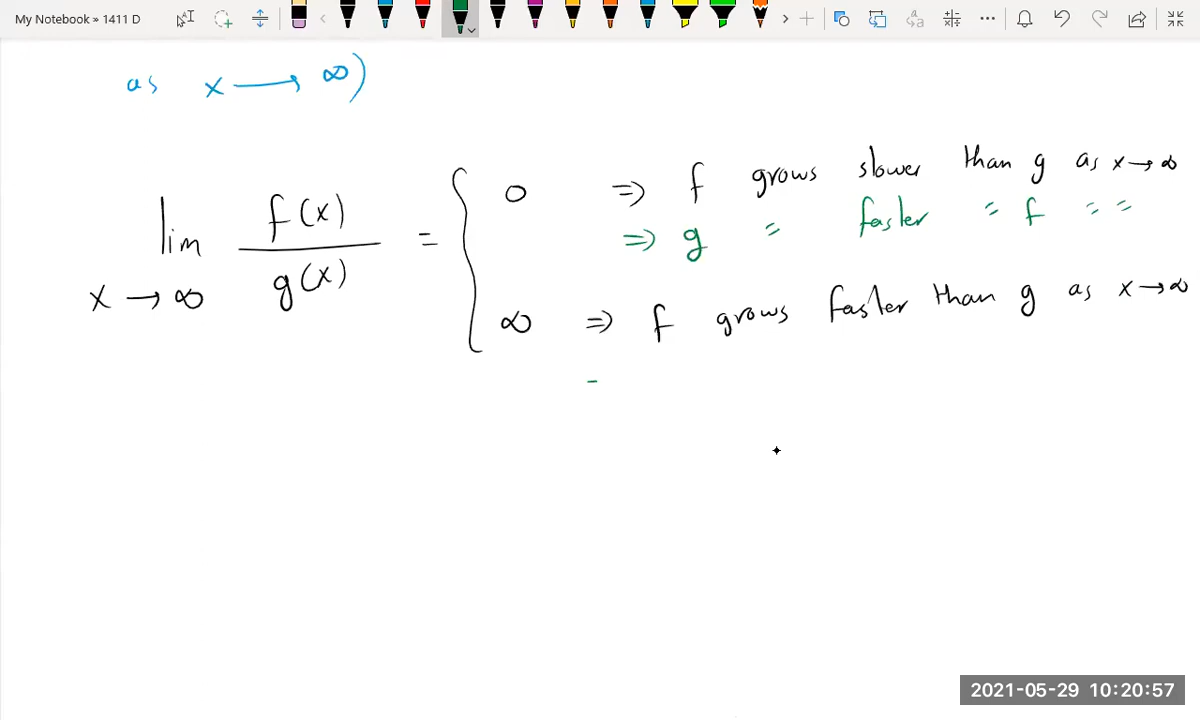 My Notebook » 1411 D
as x → ∞)
lim x → ∞ f(x) / g(x) = { 0 ⇒ f grows slower than g as x → ∞
⇒ g = faster = f = =
∞ ⇒ f grows faster than g as x → ∞
-
2021-05-29 10:20:57